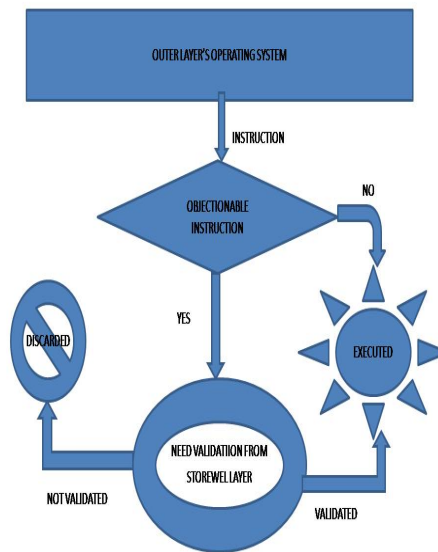 OUTER LAYER'S OPERATING SYSTEM
INSTRUCTION
NO
OBJECTIONABLE
INSTRUCTION
YES
DISCARDED
EXECUTED
NEED VALIDATION FROM
STOREWEL LAYER
NOT VALIDATED
VALIDATED